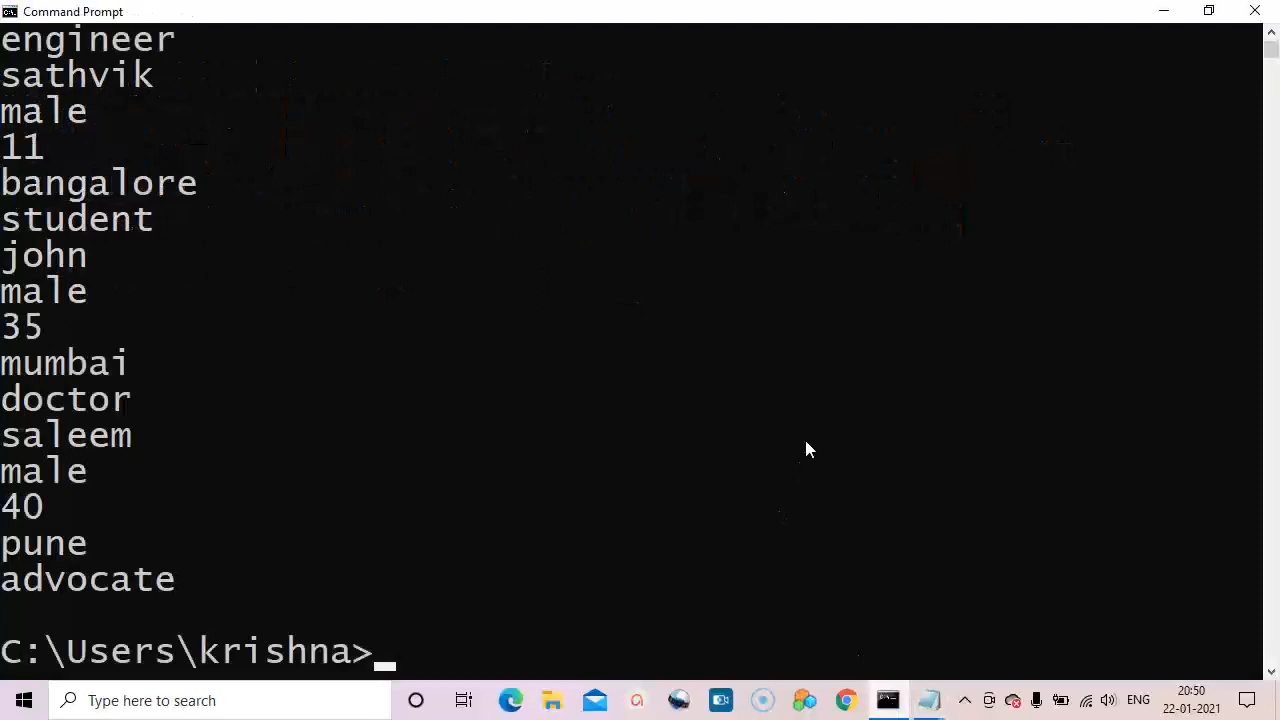 Command Prompt
engineer
sathvik
male
11
bangalore
student
john
male
35
mumbai
doctor
saleem
male
40
pune
advocate
C:\Users\krishna>
Type here to search
ENG
20:50
22-01-2021